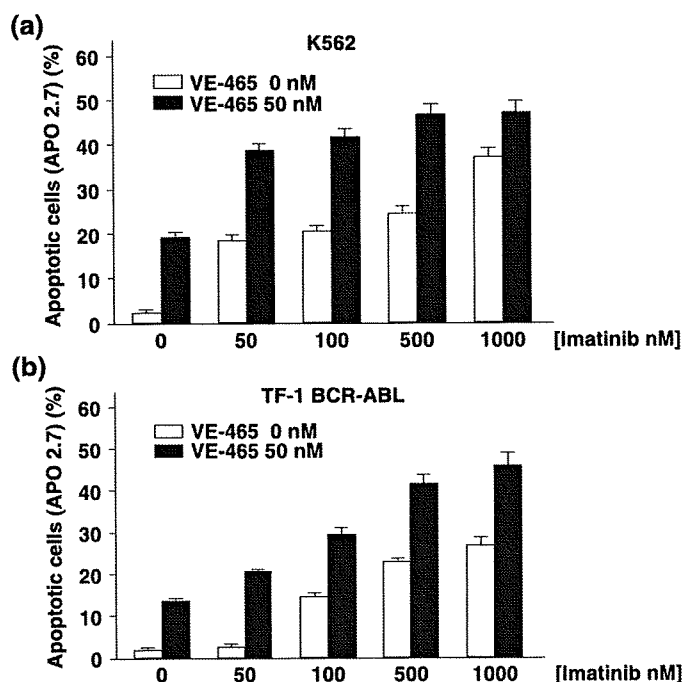 (a)
K562
VE-465 0 nM
VE-465 50 nM
Apoptotic cells (APO 2.7) (%)
60
50
40
30
20
10
0
0 50 100 500 1000 [Imatinib nM]
(b)
TF-1 BCR-ABL
VE-465 0 nM
VE-465 50 nM
Apoptotic cells (APO 2.7) (%)
60
50
40
30
20
10
0
0 50 100 500 1000 [Imatinib nM]